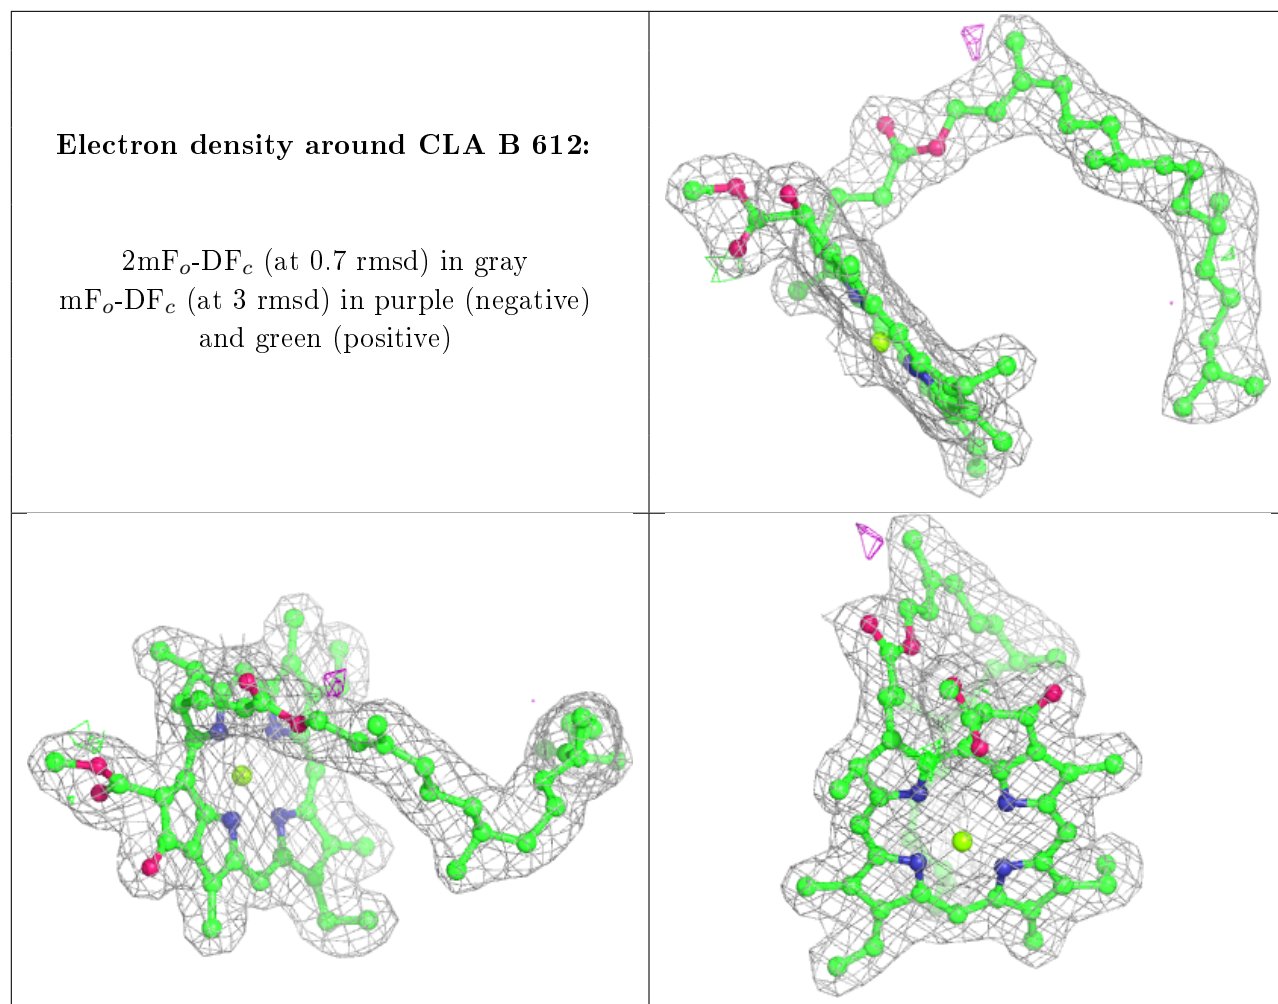 Electron density around CLA B 612:
2mFₒ-DF𝒸 (at 0.7 rmsd) in gray
mFₒ-DF𝒸 (at 3 rmsd) in purple (negative)
and green (positive)